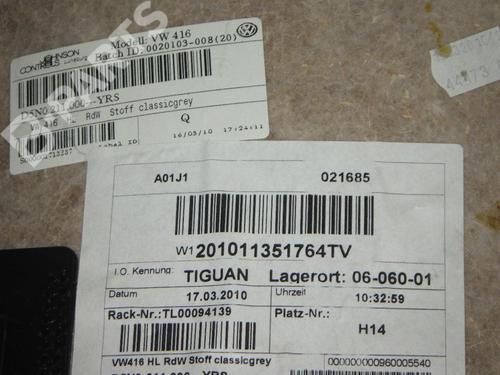 JOHNSON
CONTROLS
Modell: VW 416
Batch ID: 0020103-008(20)
VW 416 HL RdW Stoff classicgrey
Q
16/03/10 17:24:11
A01J1 021685
W1 201011351764TV
I.O. Kennung: TIGUAN Lagerort: 06-060-01
Datum 17.03.2010 Uhrzeit 10:32:59
Rack-Nr.: TL00094139 Platz-Nr.:
H14
VW416 HL RdW Stoff classicgrey 000000000960005540